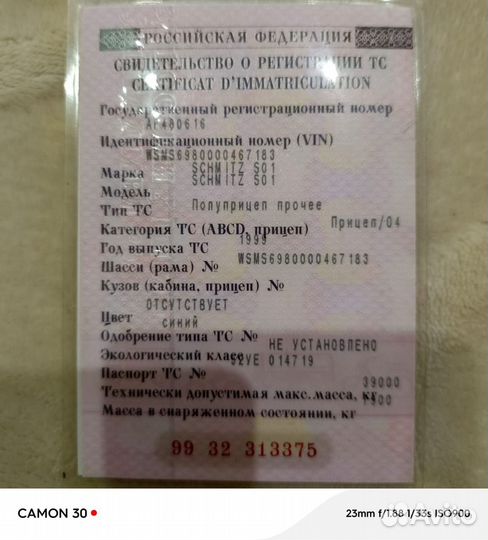 РОССИЙСКАЯ ФЕДЕРАЦИЯ
СВИДЕТЕЛЬСТВО О РЕГИСТРАЦИИ ТС
CERTIFICAT D'IMMATRICULATION
Государственный регистрационный номер
АР480616
Идентификационный номер (VIN)
WSMS6980000467183
Марка SCHMITZ S01
Модель SCHMITZ S01
Тип ТС Полуприцеп прочее
Категория ТС (ABCD, прицеп) Прицеп/04
Год выпуска ТС 1999
Шасси (рама) № WSMS6980000467183
Кузов (кабина, прицеп) №
ОТСУТСТВУЕТ
Цвет синий
Одобрение типа ТС №
Экологический класс НЕ УСТАНОВЛЕНО
Паспорт ТС № 014719
Технически допустимая макс. масса, кг 39000
Масса в снаряженном состоянии, кг
99 32 313375
CAMON 30
23mm f/1.88 1/33s ISO900
Avito